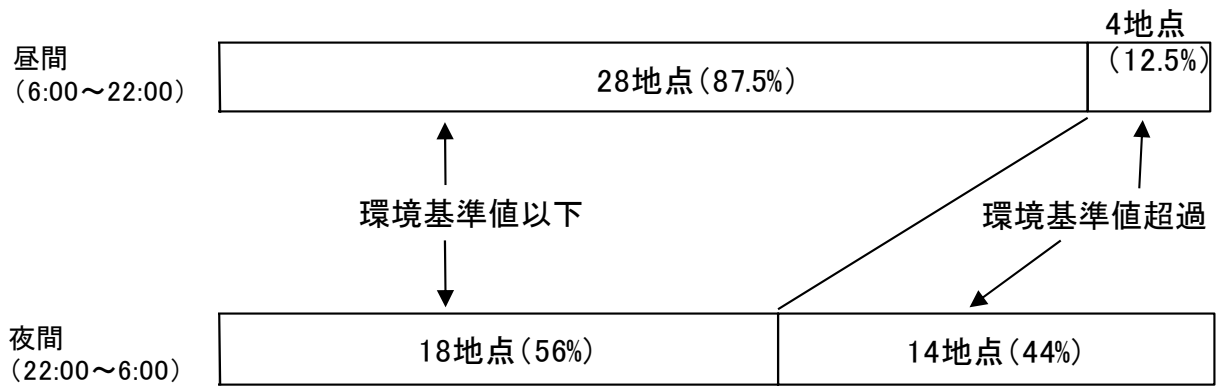 4地点
(12.5%)
昼間
(6:00～22:00)
28地点(87.5%)
環境基準値以下
環境基準値超過
夜間
(22:00～6:00)
18地点(56%)
14地点(44%)